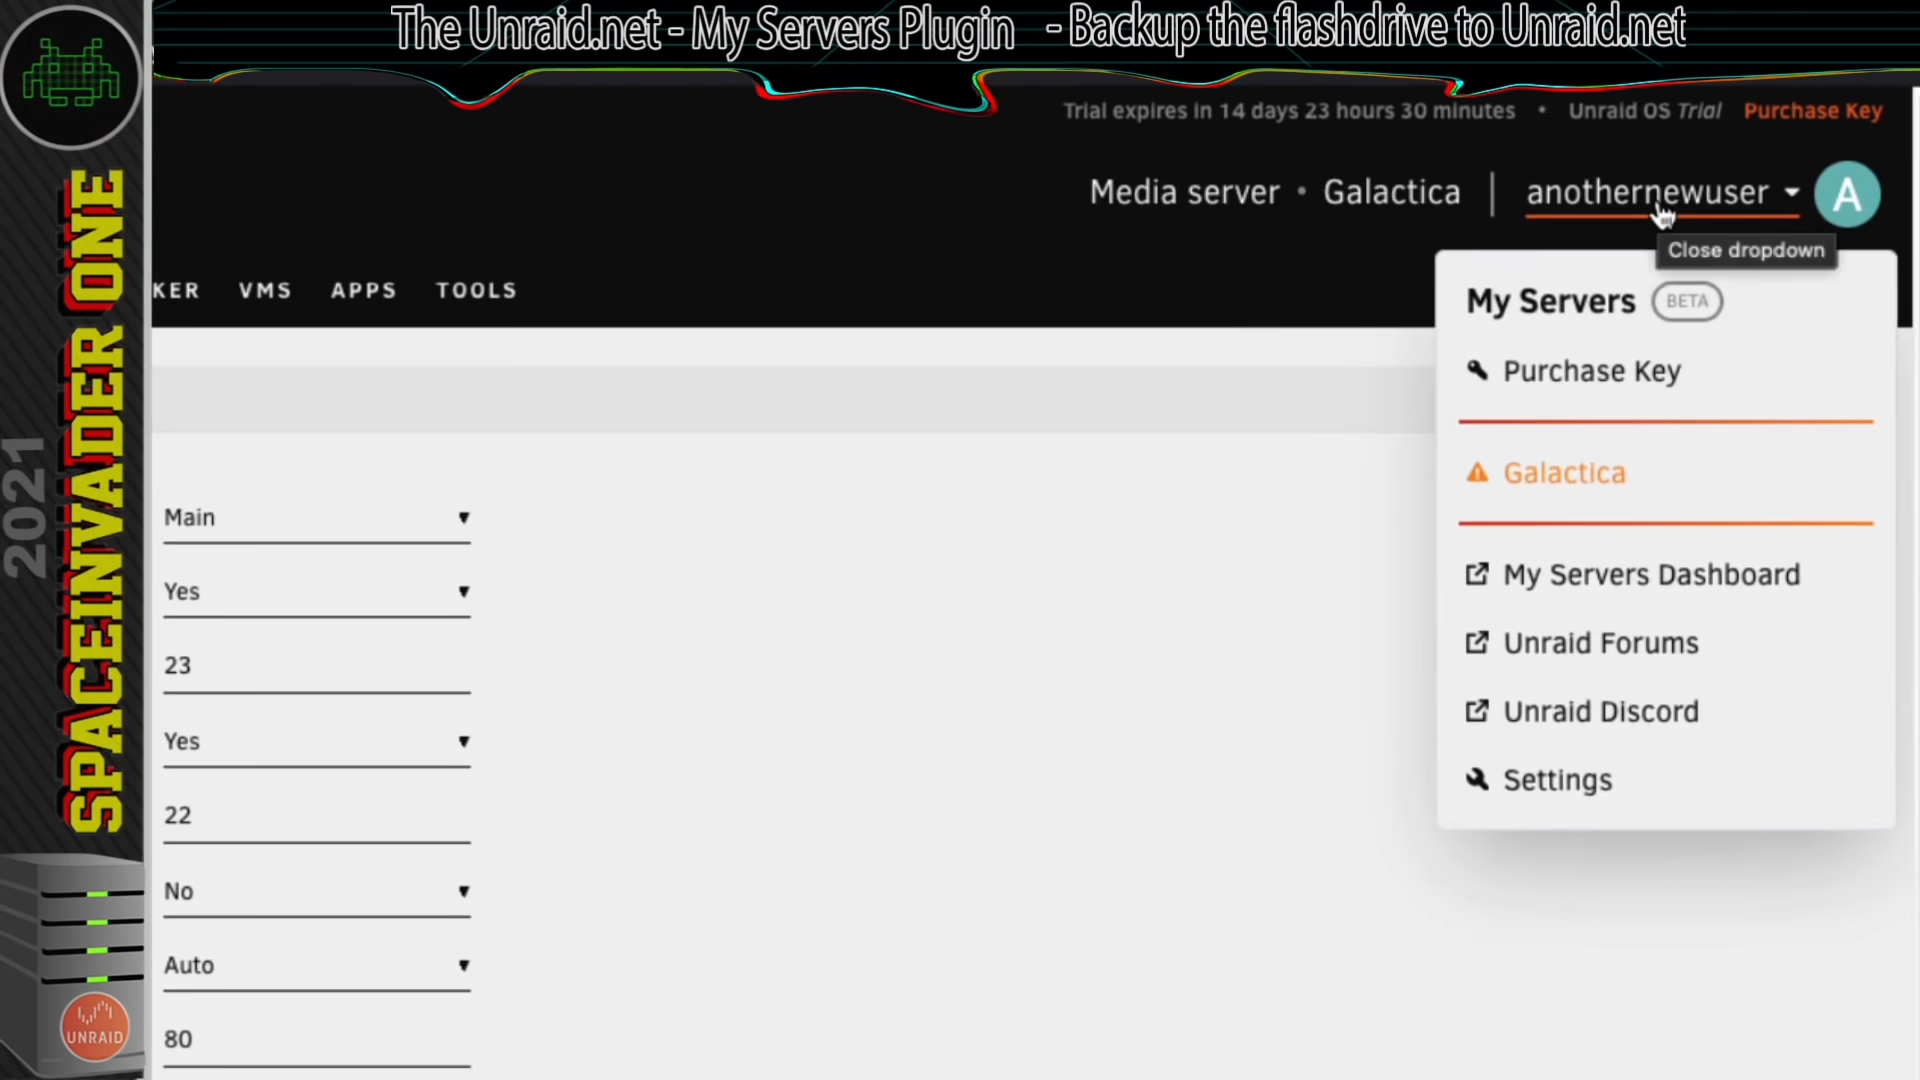 The Unraid.net - My Servers Plugin - Backup the flashdrive to Unraid.net
Trial expires in 14 days 23 hours 30 minutes • Unraid OS Trial Purchase Key
Media server • Galactica | anothernewuser A
Close dropdown
KER VMS APPS TOOLS
My Servers BETA
Purchase Key
Galactica
My Servers Dashboard
Unraid Forums
Unraid Discord
Settings
Main
Yes
23
Yes
22
No
Auto
80
2021
SPACEINVADER ONE
UNRAID